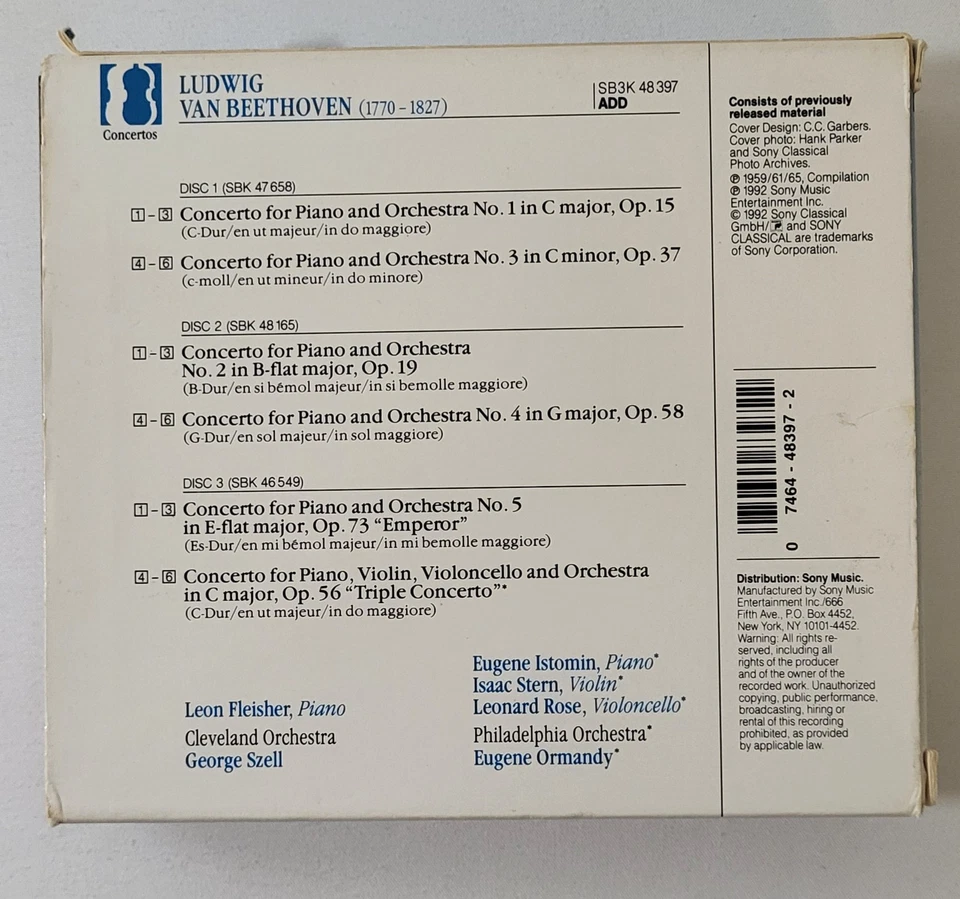 LUDWIG
VAN BEETHOVEN (1770-1827)
Concertos
SB3K 48397
ADD
DISC 1 (SBK 47658)
1-3 Concerto for Piano and Orchestra No. 1 in C major, Op. 15
(C-Dur/en ut majeur/in do maggiore)
4-6 Concerto for Piano and Orchestra No. 3 in C minor, Op. 37
(c-moll/en ut mineur/in do minore)
DISC 2 (SBK 48165)
1-3 Concerto for Piano and Orchestra
No. 2 in B-flat major, Op. 19
(B-Dur/en si bémol majeur/in si bemolle maggiore)
4-6 Concerto for Piano and Orchestra No. 4 in G major, Op. 58
(G-Dur/en sol majeur/in sol maggiore)
DISC 3 (SBK 46549)
1-3 Concerto for Piano and Orchestra No. 5
in E-flat major, Op. 73 “Emperor”
(Es-Dur/en mi bémol majeur/in mi bemolle maggiore)
4-6 Concerto for Piano, Violin, Violoncello and Orchestra
in C major, Op. 56 “Triple Concerto”*
(C-Dur/en ut majeur/in do maggiore)
Leon Fleisher, Piano
Cleveland Orchestra
George Szell
Eugene Istomin, Piano*
Isaac Stern, Violin*
Leonard Rose, Violoncello*
Philadelphia Orchestra*
Eugene Ormandy*
Consists of previously
released material
Cover Design: C.C. Garbers.
Cover photo: Hank Parker
and Sony Classical
Photo Archives.
℗ 1959/61/65, Compilation
℗ 1992 Sony Music
Entertainment Inc.
© 1992 Sony Classical
GmbH/ and SONY
CLASSICAL are trademarks
of Sony Corporation.
0 7464 - 48397 - 2
Distribution: Sony Music.
Manufactured by Sony Music
Entertainment Inc./666
Fifth Ave., P.O. Box 4452,
New York, NY 10101-4452.
Warning: All rights re-
served, including all
rights of the producer
and of the owner of the
recorded work. Unauthorized
copying, public performance,
broadcasting, hiring or
rental of this recording
prohibited, as provided
by applicable law.